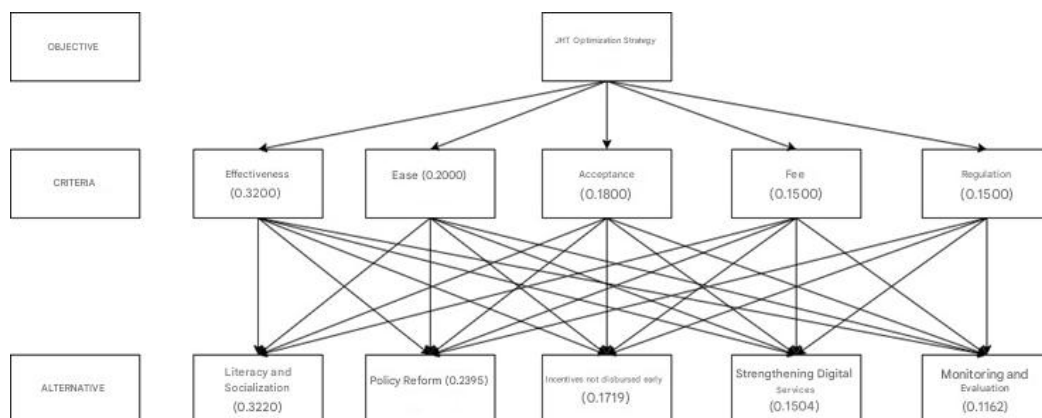 OBJECTIVE
JHT Optimization Strategy
CRITERIA
Effectiveness
(0.3200)
Ease (0.2000)
Acceptance
(0.1800)
Fee
(0.1500)
Regulation
(0.1500)
ALTERNATIVE
Literacy and
Socialization
(0.3220)
Policy Reform (0.2395)
Incentives not disbursed early
(0.1719)
Strengthening Digital
Services
(0.1504)
Monitoring and
Evaluation
(0.1162)